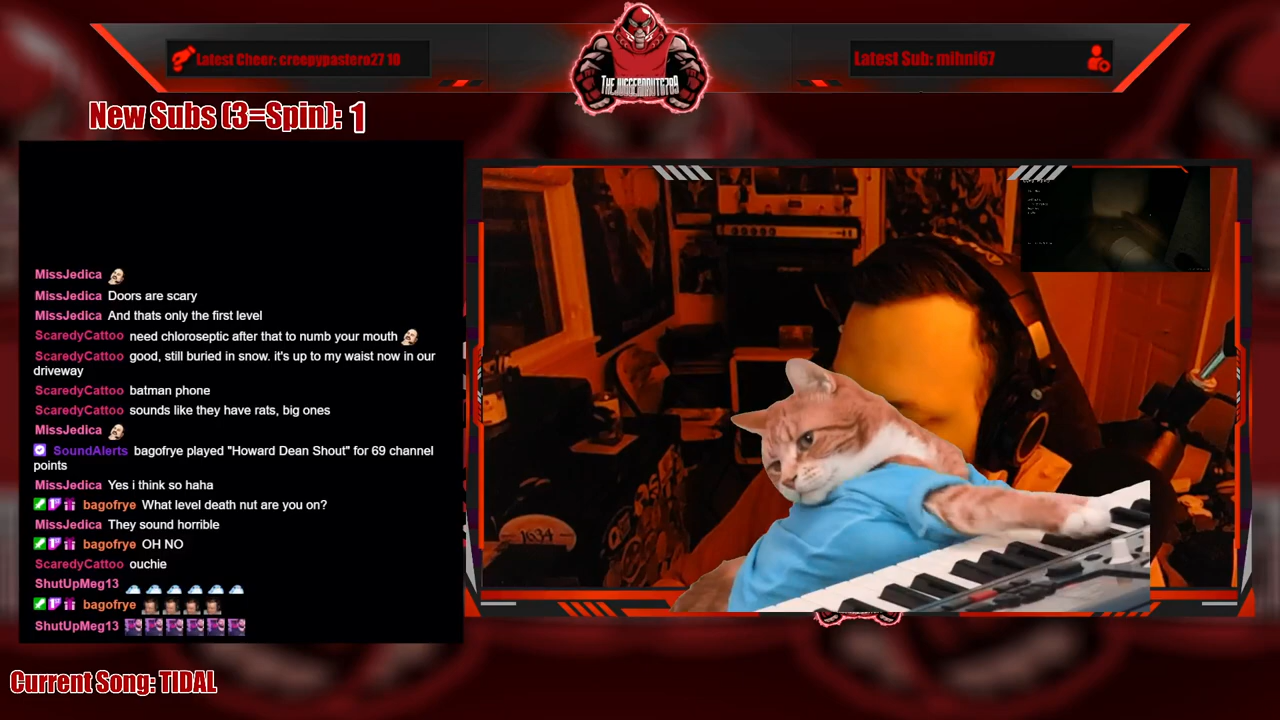 Latest Cheer: creepypastero27 10
Latest Sub: mihni67
THEJUGGERNAUT6789
New Subs (3=Spin): 1
MissJedica
MissJedica Doors are scary
MissJedica And thats only the first level
ScaredyCattoo need chloroseptic after that to numb your mouth
ScaredyCattoo good, still buried in snow. it's up to my waist now in our
driveway
ScaredyCattoo batman phone
ScaredyCattoo sounds like they have rats, big ones
MissJedica
SoundAlerts bagofrye played "Howard Dean Shout" for 69 channel
points
MissJedica Yes i think so haha
bagofrye What level death nut are you on?
MissJedica They sound horrible
bagofrye OH NO
ScaredyCattoo ouchie
ShutUpMeg13
bagofrye
ShutUpMeg13
1634
Current Song: TIDAL